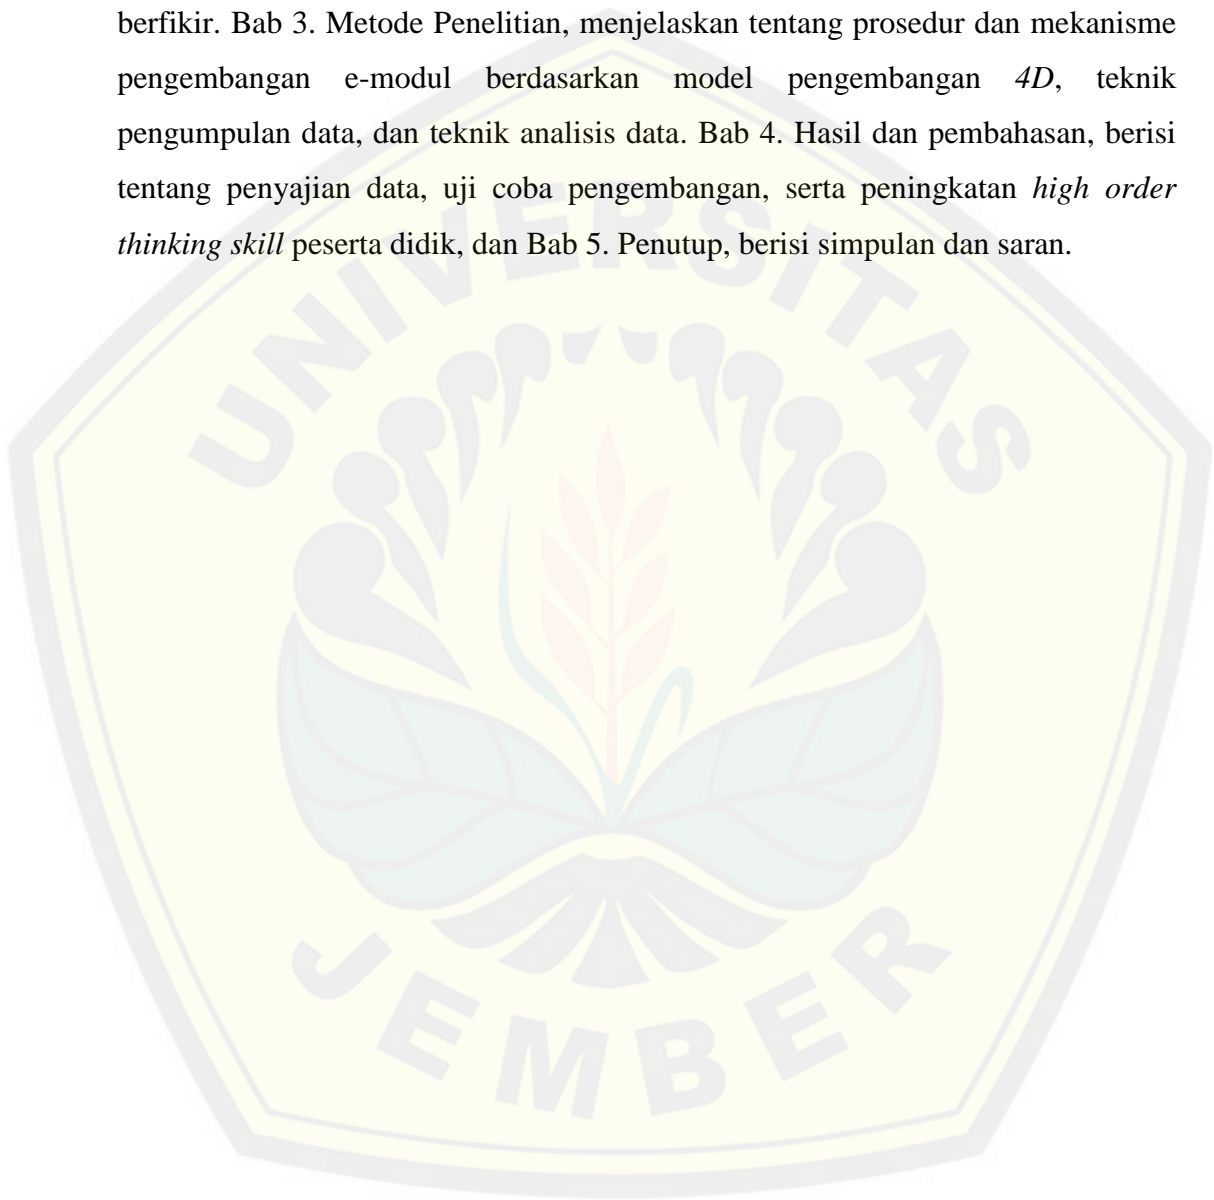 berfikir. Bab 3. Metode Penelitian, menjelaskan tentang prosedur dan mekanisme
pengembangan e-modul berdasarkan model pengembangan 4D, teknik
pengumpulan data, dan teknik analisis data. Bab 4. Hasil dan pembahasan, berisi
tentang penyajian data, uji coba pengembangan, serta peningkatan high order
thinking skill peserta didik, dan Bab 5. Penutup, berisi simpulan dan saran.
UNIVERSITAS
JEMBER